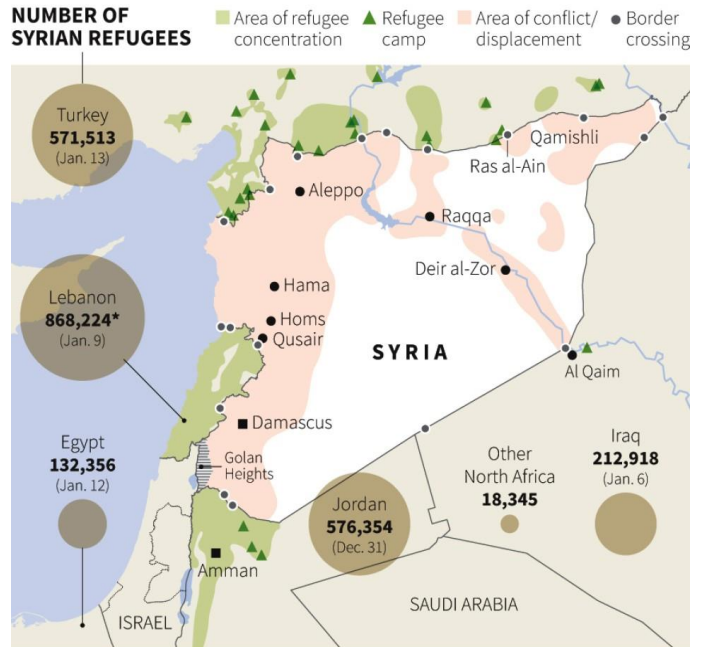 NUMBER OF
SYRIAN REFUGEES
Area of refugee
concentration
Refugee
camp
Area of conflict/
displacement
Border
crossing
Turkey
571,513
(Jan. 13)
Qamishli
Ras al-Ain
Aleppo
Raqqa
Deir al-Zor
Lebanon
868,224*
(Jan. 9)
Hama
Homs
Qusair
SYRIA
Al Qaim
Damascus
Egypt
132,356
(Jan. 12)
Golan
Heights
Jordan
576,354
(Dec. 31)
Other
North Africa
18,345
Iraq
212,918
(Jan. 6)
Amman
ISRAEL
SAUDI ARABIA